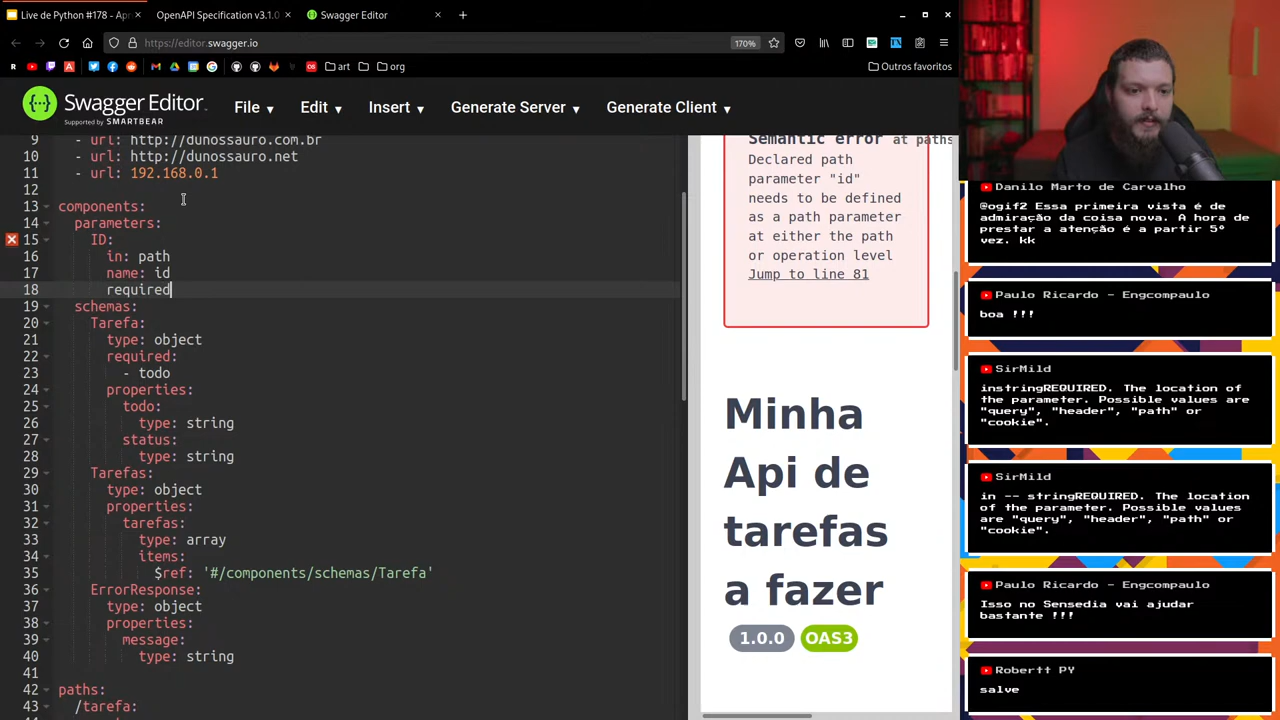 Live de Python #178 - Ap
OpenAPI Specification v3.1.0
Swagger Editor
https://editor.swagger.io
170%
art
org
Outros favoritos
Swagger Editor
Supported by SMARTBEAR
File
Edit
Insert
Generate Server
Generate Client
9 - url: http://dunossauro.com.br
10 - url: http://dunossauro.net
11 - url: 192.168.0.1
12
13 components:
14 parameters:
15 ID:
16 in: path
17 name: id
18 required
19 schemas:
20 Tarefa:
21 type: object
22 required:
23 - todo
24 properties:
25 todo:
26 type: string
27 status:
28 type: string
29 Tarefas:
30 type: object
31 properties:
32 tarefas:
33 type: array
34 items:
35 $ref: '#/components/schemas/Tarefa'
36 ErrorResponse:
37 type: object
38 properties:
39 message:
40 type: string
41
42 paths:
43 /tarefa:
Semantic error at paths
Declared path
parameter "id"
needs to be defined
as a path parameter
at either the path
or operation level
Jump to line 81
Minha
Api de
tarefas
a fazer
1.0.0 OAS3
Danilo Marto de Carvalho
@ogif2 Essa primeira vista é de
admiração da coisa nova. A hora de
prestar a atenção é a partir 5°
vez. kk
Paulo Ricardo - Engcompaulo
boa !!!
SirMild
instringREQUIRED. The location of
the parameter. Possible values are
"query", "header", "path" or
"cookie".
SirMild
in -- stringREQUIRED. The location
of the parameter. Possible values
are "query", "header", "path" or
"cookie".
Paulo Ricardo - Engcompaulo
Isso no Sensedia vai ajudar
bastante !!!
Robertt PY
salve